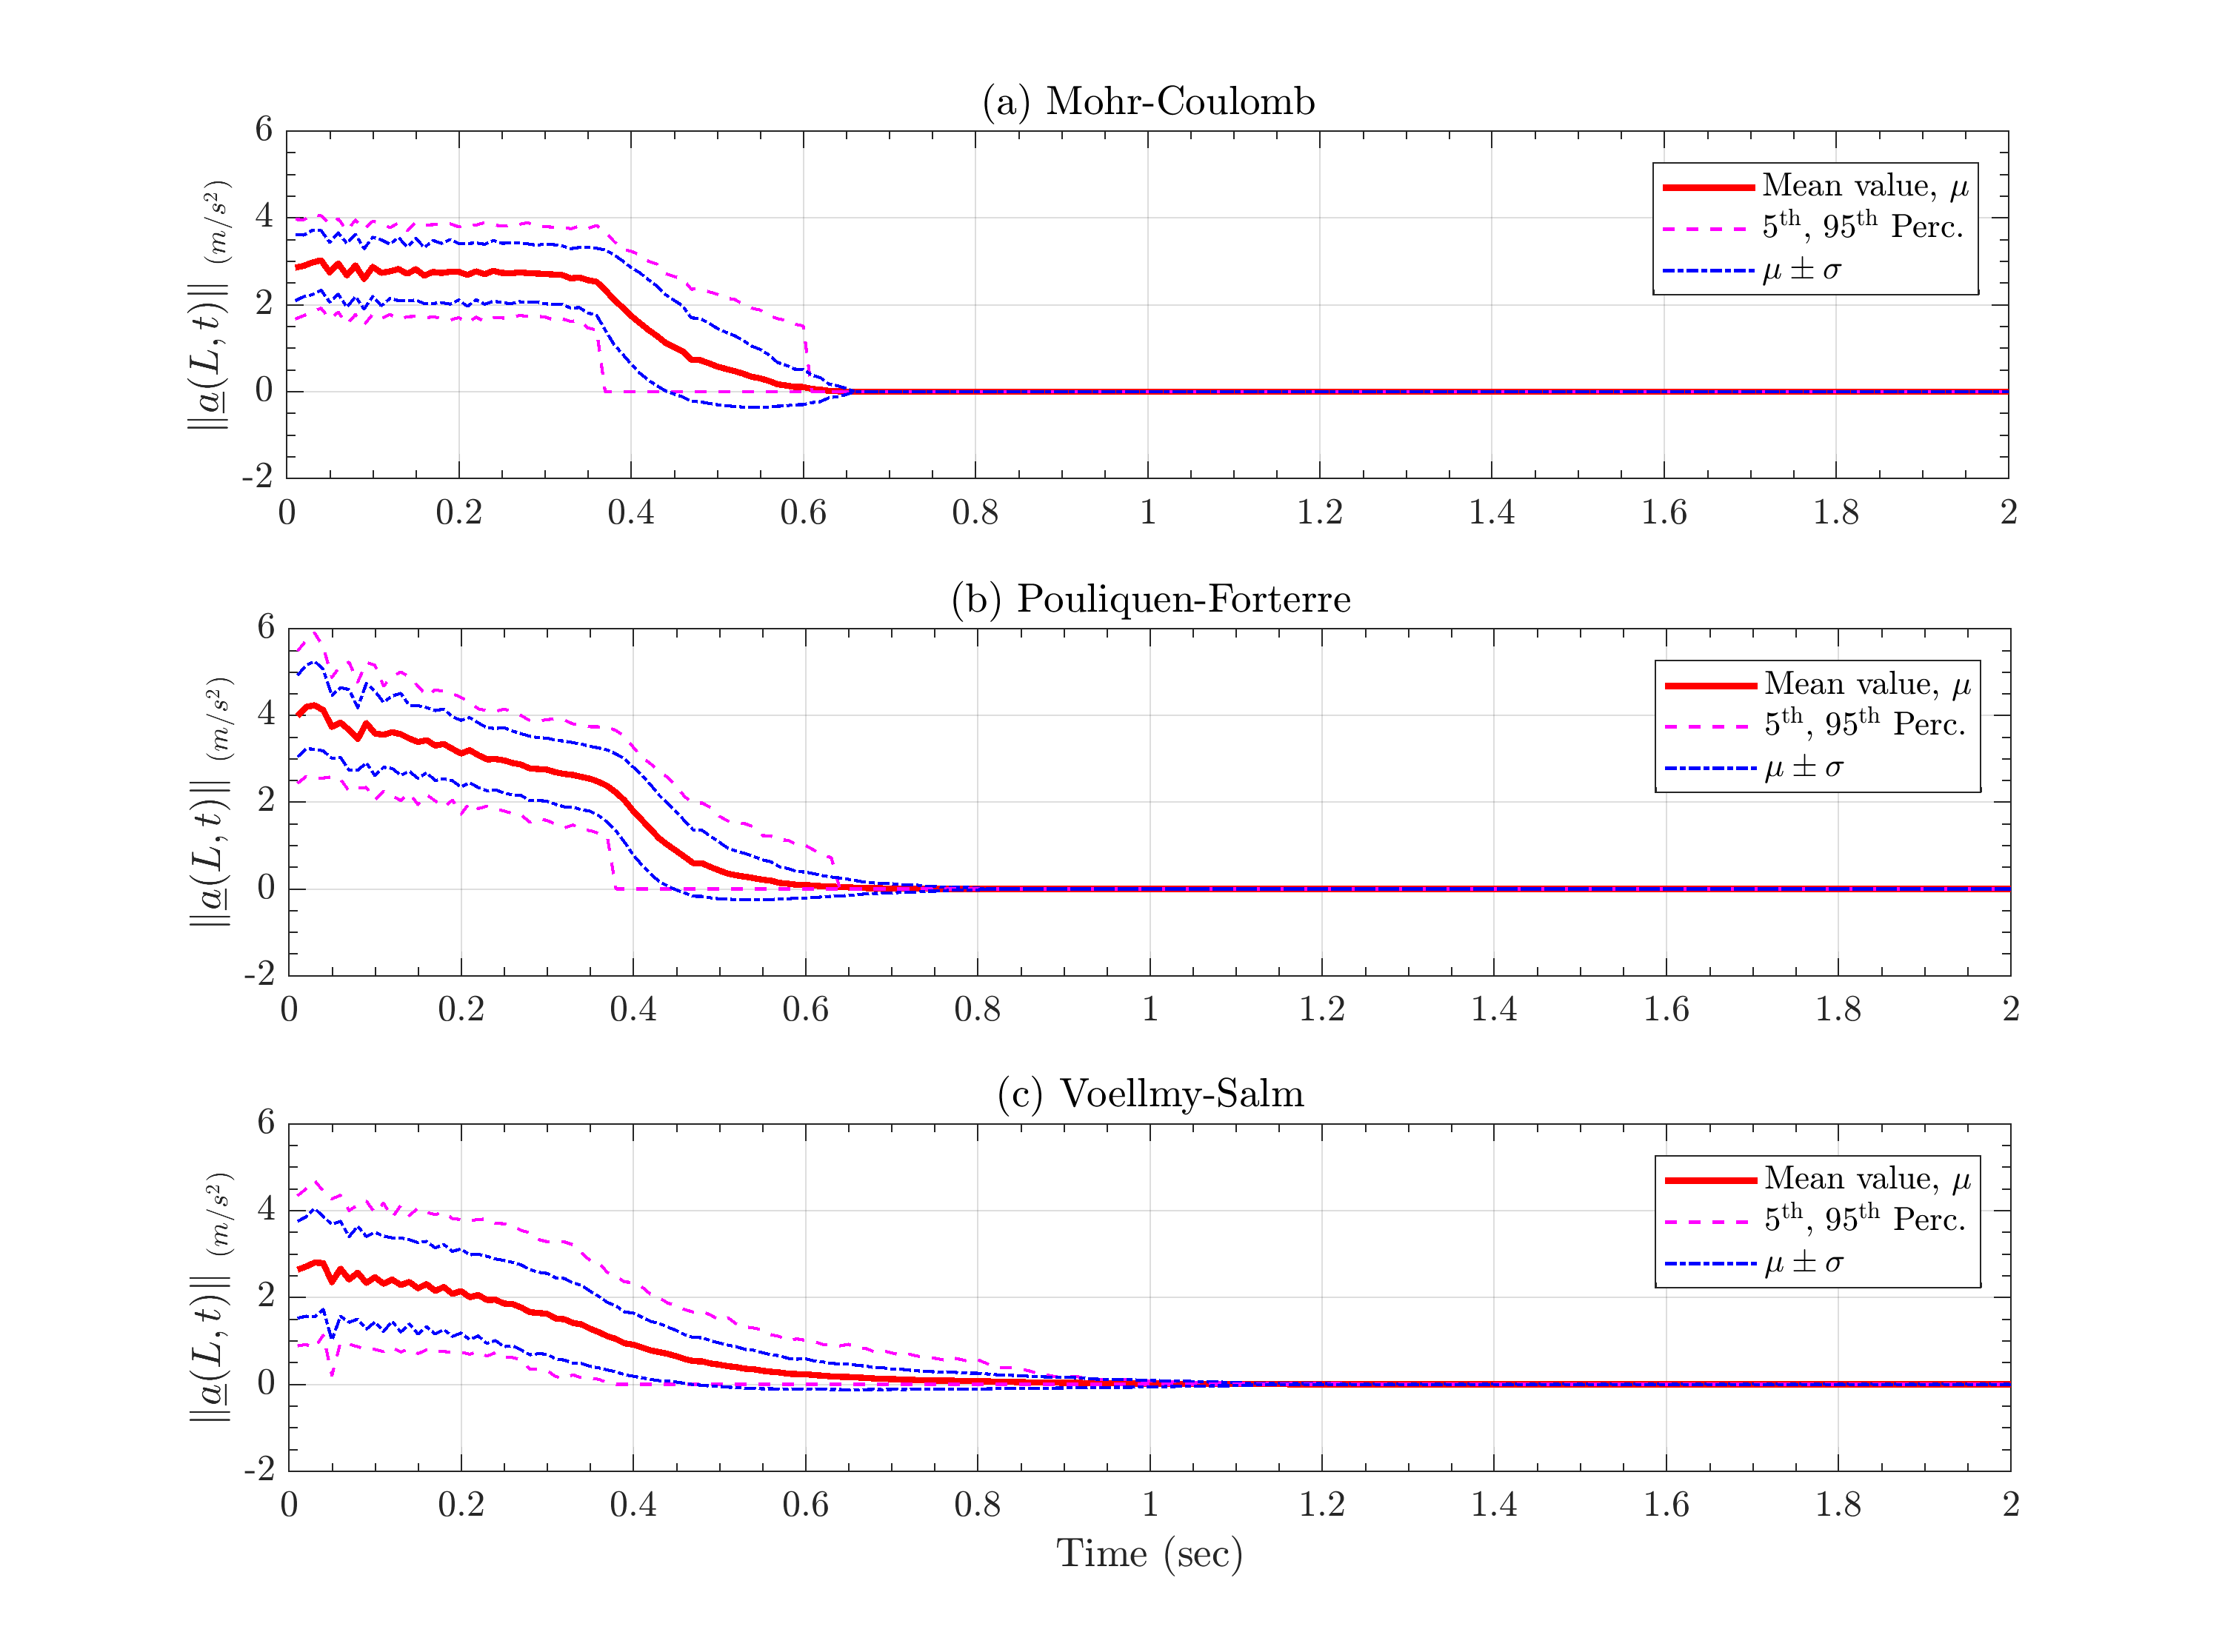 (a) Mohr-Coulomb
||a(L, t)|| (m/s²)
6
4
2
0
-2
Mean value, μ
5th, 95th Perc.
μ ± σ
0 0.2 0.4 0.6 0.8 1 1.2 1.4 1.6 1.8 2
(b) Pouliquen-Forterre
||a(L, t)|| (m/s²)
6
4
2
0
-2
Mean value, μ
5th, 95th Perc.
μ ± σ
0 0.2 0.4 0.6 0.8 1 1.2 1.4 1.6 1.8 2
(c) Voellmy-Salm
||a(L, t)|| (m/s²)
6
4
2
0
-2
Mean value, μ
5th, 95th Perc.
μ ± σ
0 0.2 0.4 0.6 0.8 1 1.2 1.4 1.6 1.8 2
Time (sec)